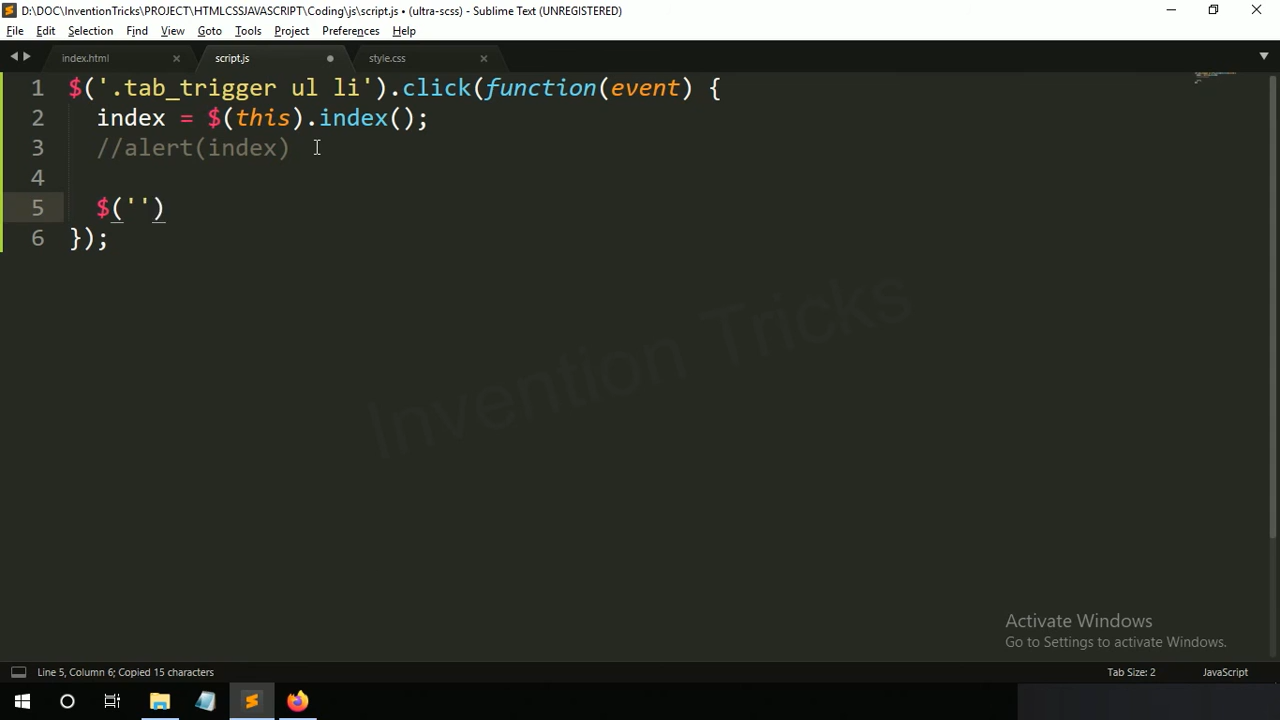 D:\DOC\InventionTricks\PROJECT\HTMLCSSJAVASCRIPT\Coding\js\script.js • (ultra-scss) - Sublime Text (UNREGISTERED)
File Edit Selection Find View Goto Tools Project Preferences Help
index.html script.js style.css
1 $('.tab_trigger ul li').click(function(event) {
2 index = $(this).index();
3 //alert(index)
4
5 $('')
6 });
Invention Tricks
Activate Windows
Go to Settings to activate Windows.
Line 5, Column 6; Copied 15 characters Tab Size: 2 JavaScript